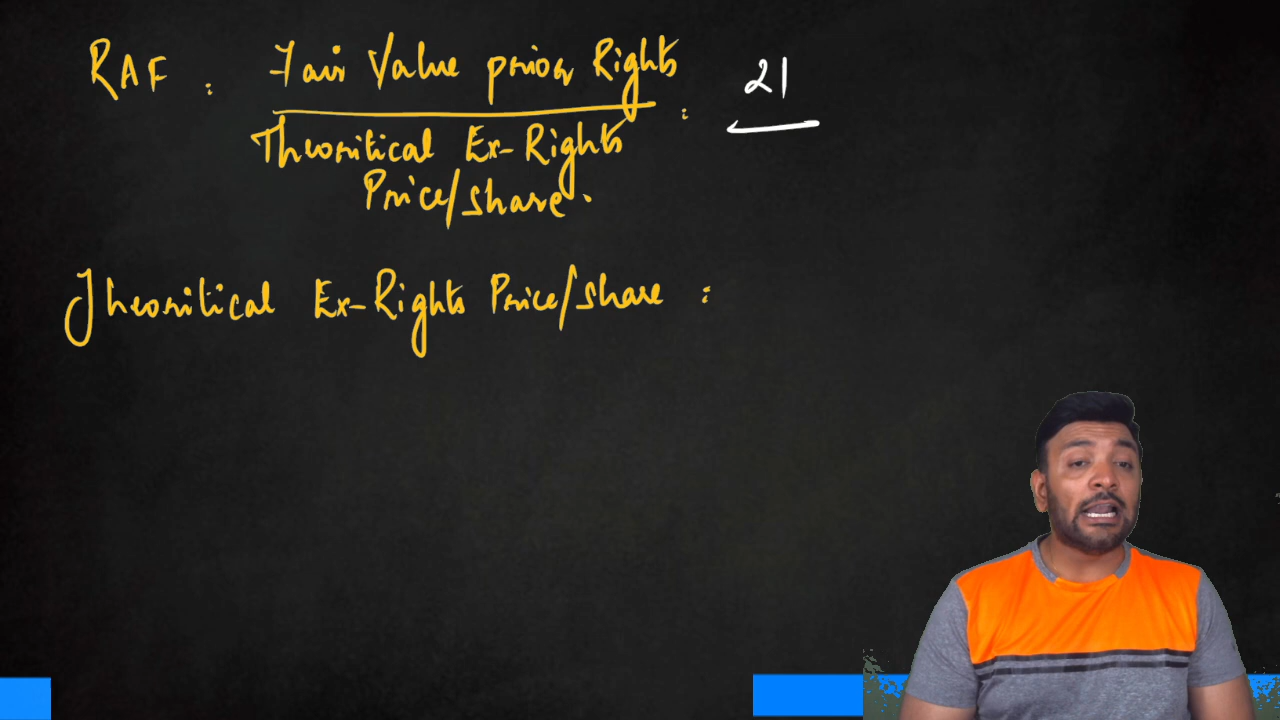 RAF : Fair Value prior Rights : 21
Theoritical Ex-Rights
Price/share.
Theoritical Ex-Rights Price/share :